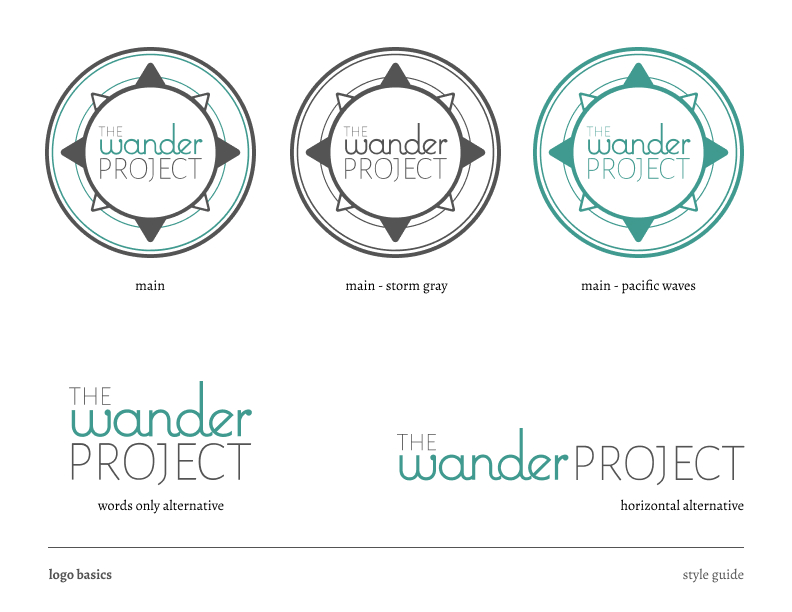 THE
wander
PROJECT
THE
wander
PROJECT
THE
wander
PROJECT
main
main - storm gray
main - pacific waves
THE
wander
PROJECT
words only alternative
THE
wander PROJECT
horizontal alternative
logo basics
style guide